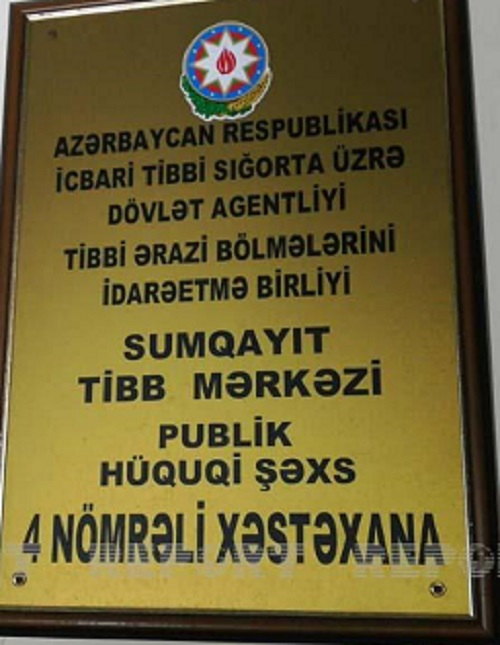 AZƏRBAYCAN RESPUBLİKASI
İCBARİ TİBBİ SIĞORTA ÜZRƏ
DÖVLƏT AGENTLİYİ
TİBBİ ƏRAZİ BÖLMƏLƏRİNİ
İDARƏETMƏ BİRLİYİ
SUMQAYIT
TİBB MƏRKƏZİ
PUBLİK
HÜQUQİ ŞƏXS
4 NÖMRƏLİ XƏSTƏXANA
REPORT